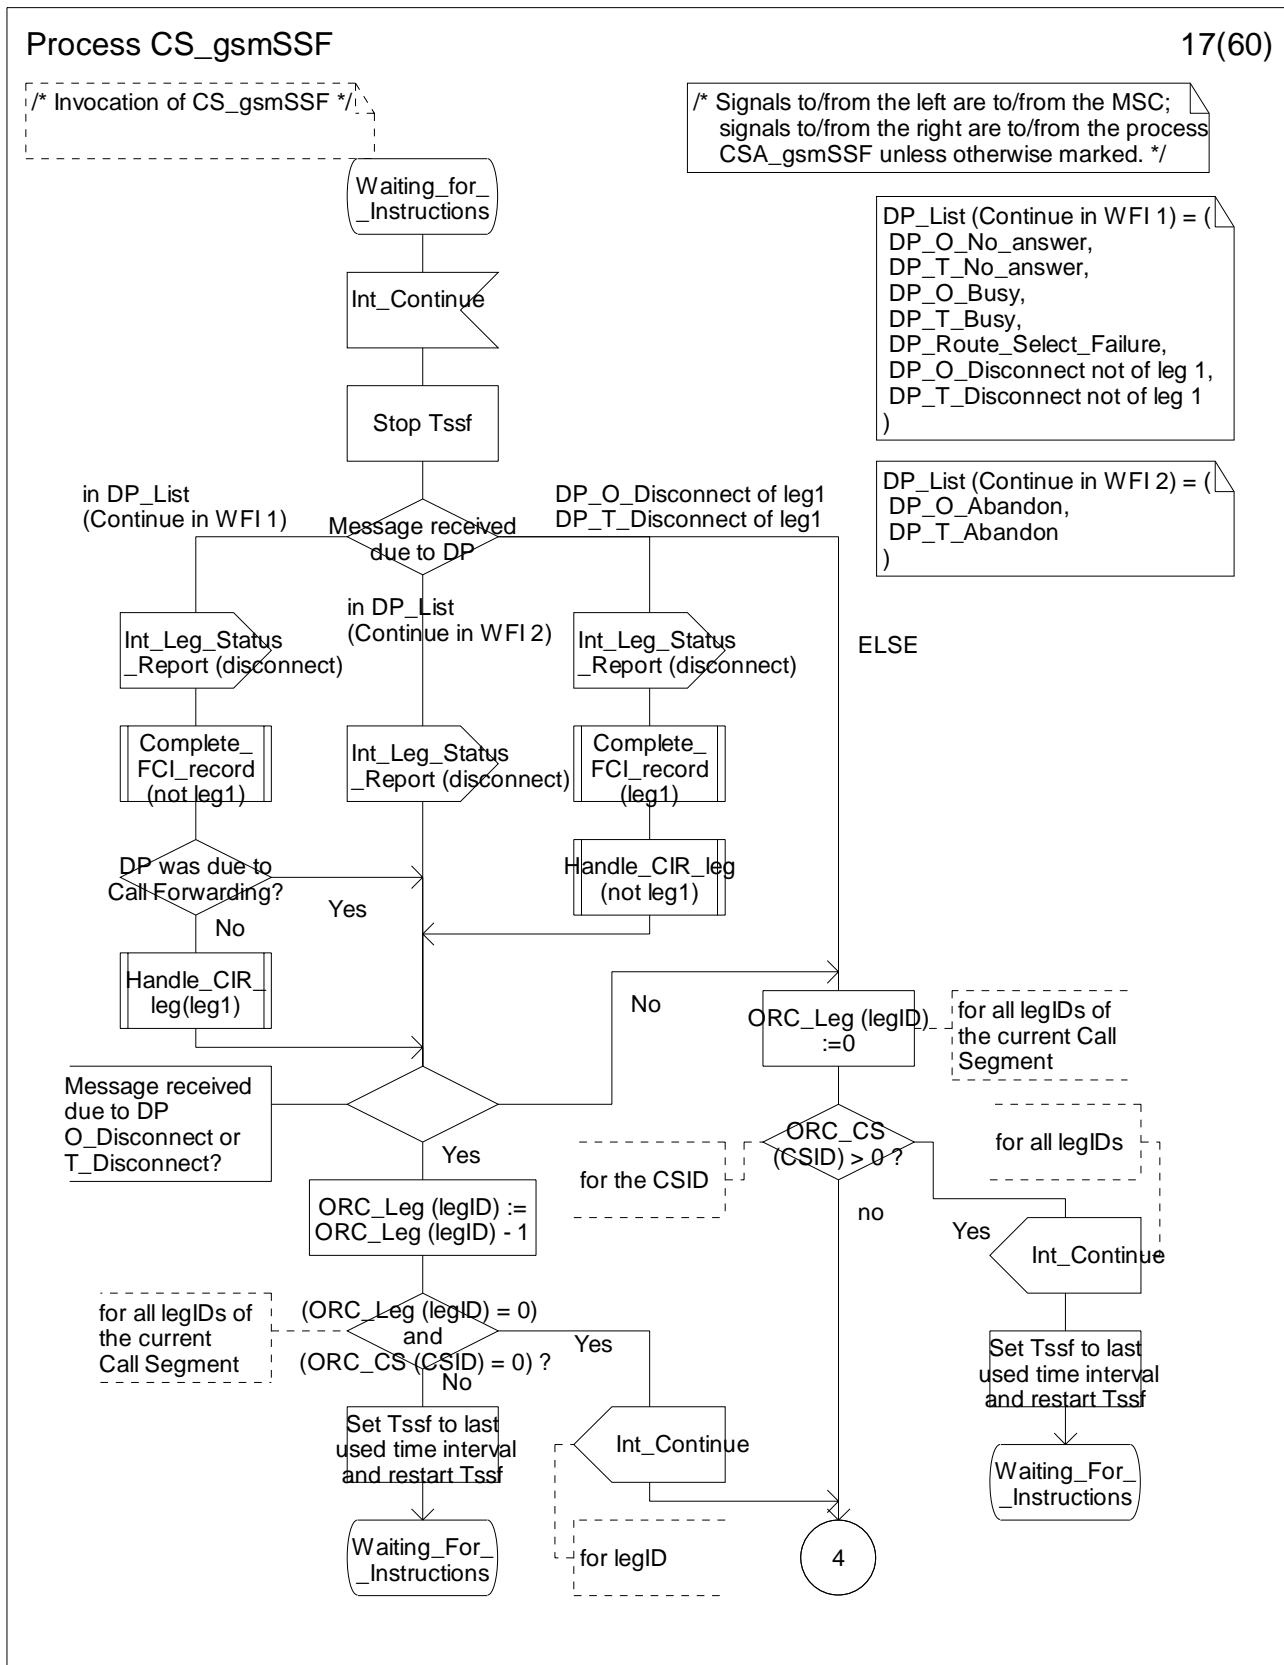 Process CS_gsmSSF
17(60)
/* Invocation of CS_gsmSSF */
/* Signals to/from the left are to/from the MSC;
signals to/from the right are to/from the process
CSA_gsmSSF unless otherwise marked. */
Waiting_for_
_Instructions
DP_List (Continue in WFI 1) = (
DP_O_No_answer,
DP_T_No_answer,
DP_O_Busy,
DP_T_Busy,
DP_Route_Select_Failure,
DP_O_Disconnect not of leg 1,
DP_T_Disconnect not of leg 1
)
Int_Continue
Stop Tssf
DP_List (Continue in WFI 2) = (
DP_O_Abandon,
DP_T_Abandon
)
in DP_List
(Continue in WFI 1)
Message received
due to DP
DP_O_Disconnect of leg1
DP_T_Disconnect of leg1
in DP_List
(Continue in WFI 2)
ELSE
Int_Leg_Status
_Report (disconnect)
Int_Leg_Status
_Report (disconnect)
Complete_
FCI_record
(not leg1)
Int_Leg_Status
_Report (disconnect)
Complete_
FCI_record
(leg1)
DP was due to
Call Forwarding?
Yes
No
Handle_CIR_leg
(not leg1)
Handle_CIR_
leg(leg1)
No
ORC_Leg (legID)
:=0
for all legIDs of
the current Call
Segment
Message received
due to DP
O_Disconnect or
T_Disconnect?
Yes
for the CSID
ORC_CS
(CSID) > 0 ?
for all legIDs
no
Yes
Int_Continue
ORC_Leg (legID) :=
ORC_Leg (legID) - 1
for all legIDs of
the current
Call Segment
(ORC_Leg (legID) = 0)
and
(ORC_CS (CSID) = 0) ?
Yes
No
Set Tssf to last
used time interval
and restart Tssf
Set Tssf to last
used time interval
and restart Tssf
Int_Continue
Waiting_For_
_Instructions
Waiting_For_
_Instructions
for legID
4